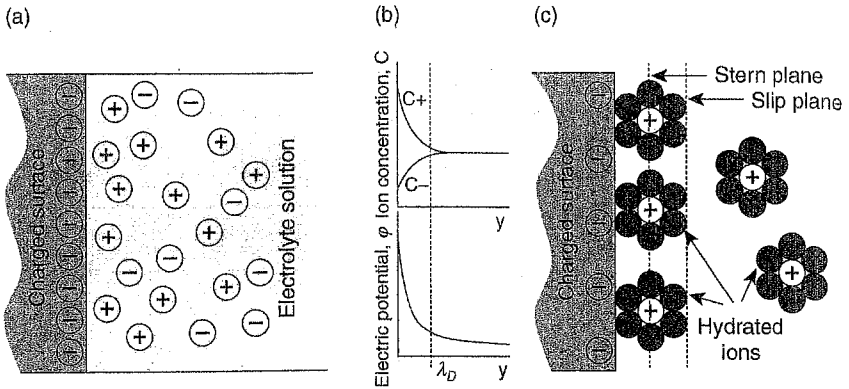 (a)
(b)
(c)
Charged surface
Electrolyte solution
Ion concentration, C
C+
C−
y
Electric potential, φ
λD
y
Charged surface
Stern plane
Slip plane
Hydrated
ions